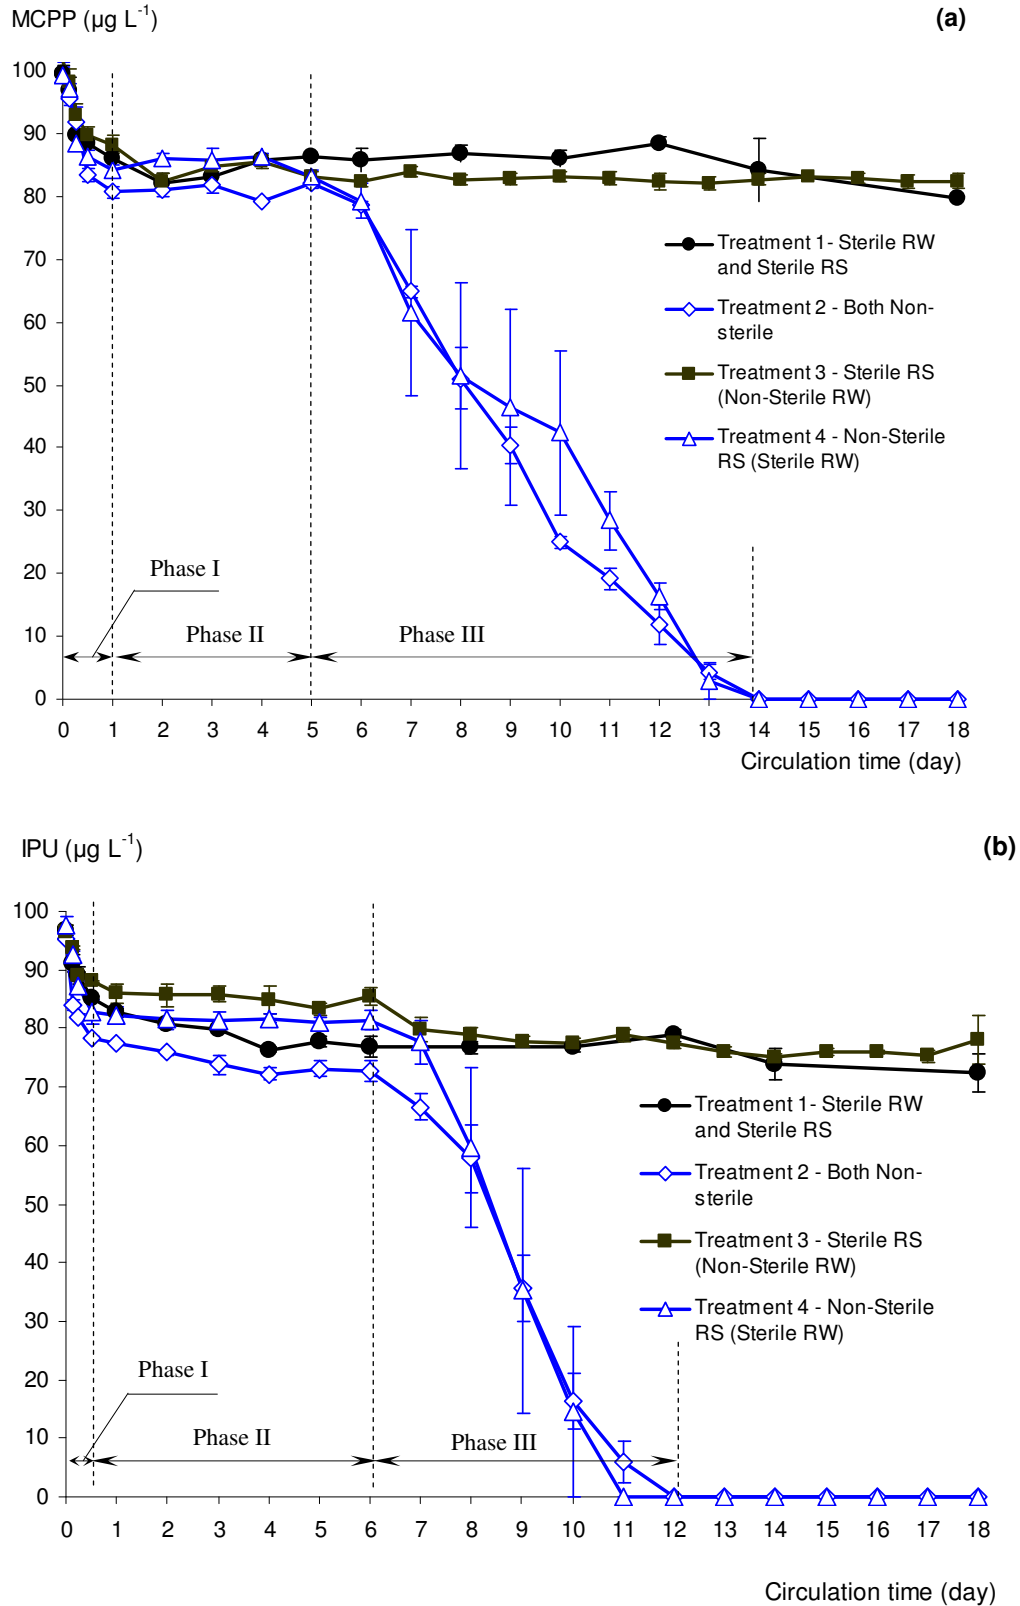 MCPP (µg L⁻¹)
(a)
100
90
80
70
60
50
40
30
20
10
0
Treatment 1- Sterile RW
and Sterile RS
Treatment 2 - Both Non-
sterile
Treatment 3 - Sterile RS
(Non-Sterile RW)
Treatment 4 - Non-Sterile
RS (Sterile RW)
Phase I
Phase II
Phase III
0 1 2 3 4 5 6 7 8 9 10 11 12 13 14 15 16 17 18
Circulation time (day)
IPU (µg L⁻¹)
(b)
100
90
80
70
60
50
40
30
20
10
0
Treatment 1- Sterile RW
and Sterile RS
Treatment 2 - Both Non-
sterile
Treatment 3 - Sterile RS
(Non-Sterile RW)
Treatment 4 - Non-Sterile
RS (Sterile RW)
Phase I
Phase II
Phase III
0 1 2 3 4 5 6 7 8 9 10 11 12 13 14 15 16 17 18
Circulation time (day)